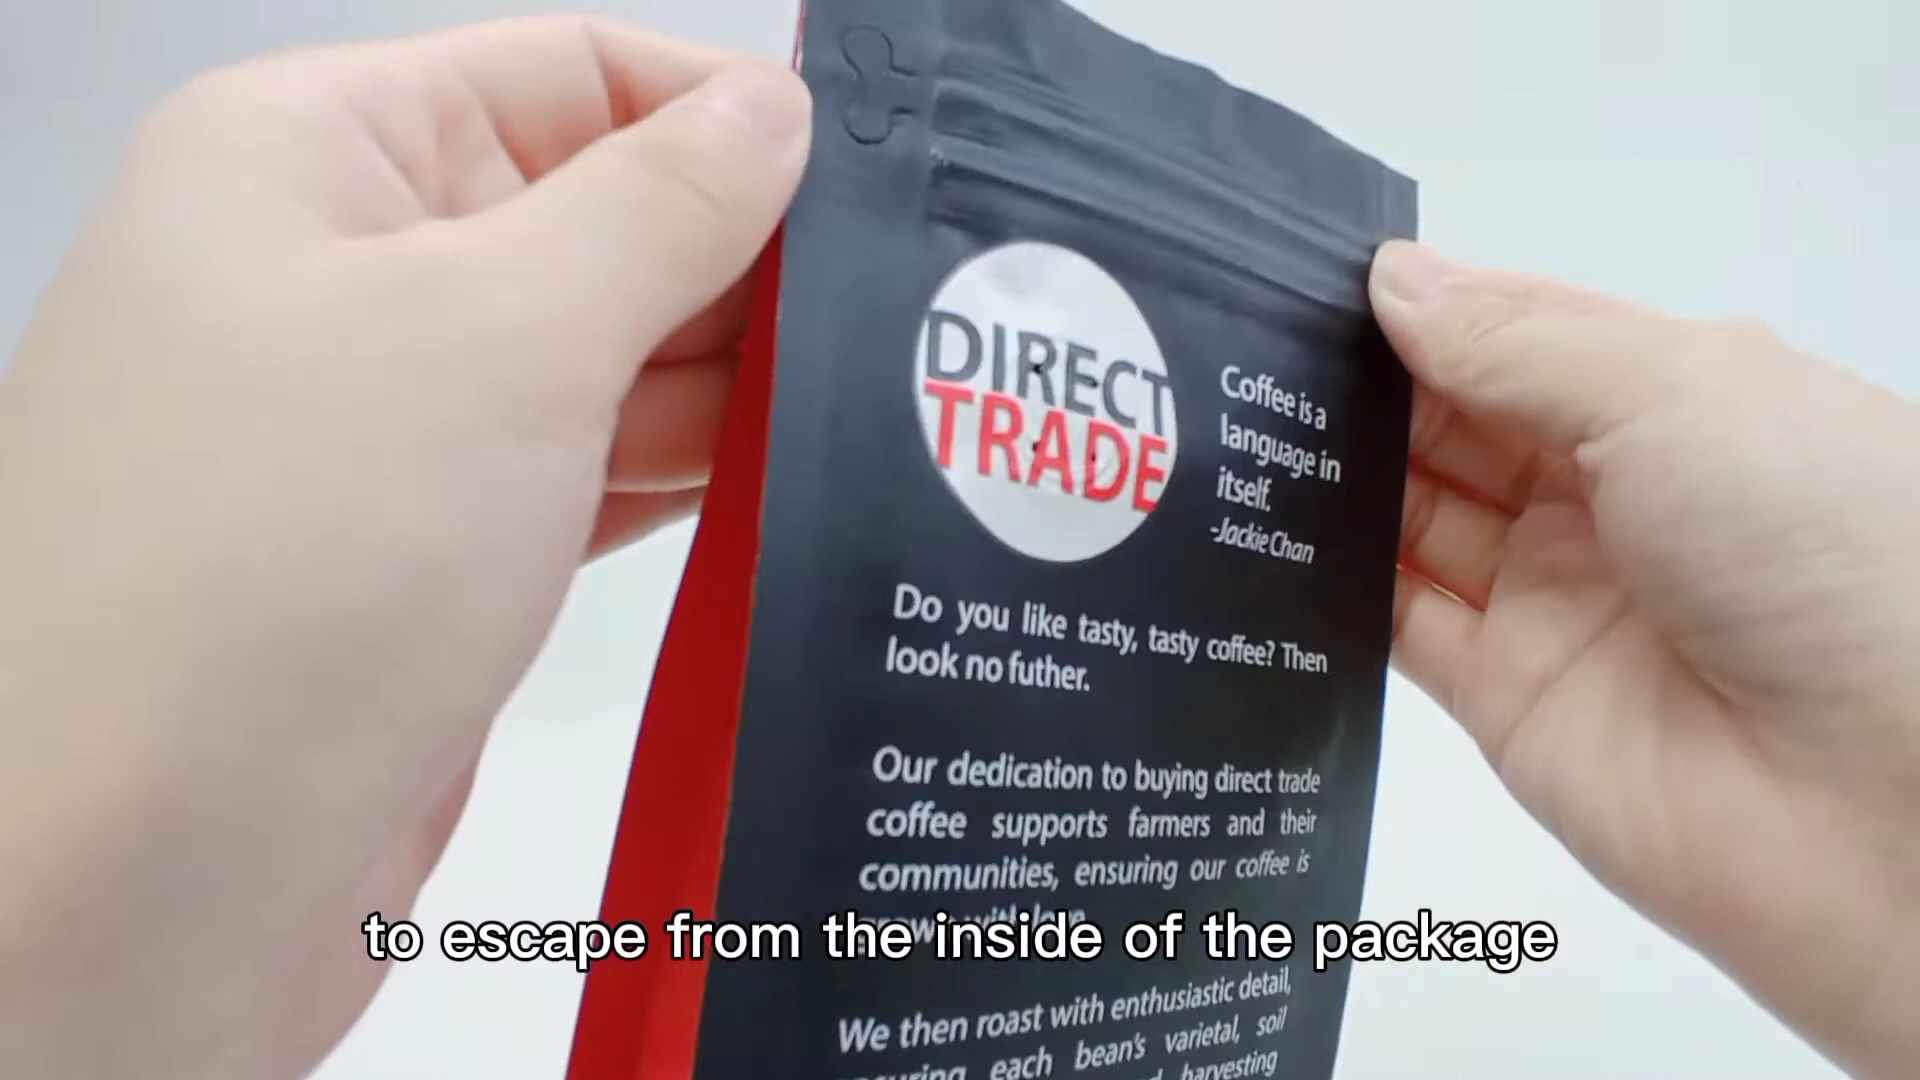 DIRECT
TRADE
Coffee is a
language in
itself.
-Jackie Chan
Do you like tasty, tasty coffee? Then
look no futher.
Our dedication to buying direct trade
coffee supports farmers and their
communities, ensuring our coffee is
with love
to escape from the inside of the package
We then roast with enthusiastic detail,
each bean's varietal, soil
harvesting